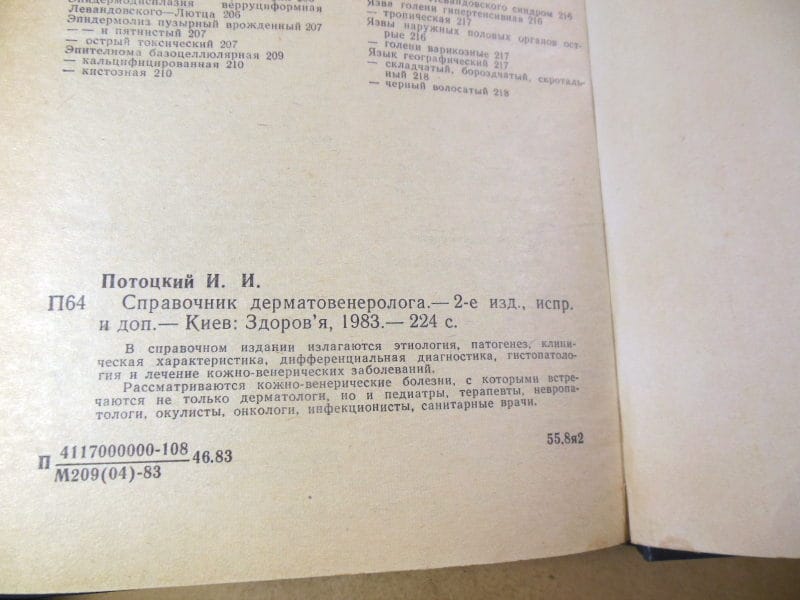 Эпидермодисплазия верруциформная
Левандовского—Лютца 206
Эпидермолиз пузырный врожденный 207
— — и пятнистый 207
— острый токсический 207
Эпителиома базоцеллюлярная 209
— кальцифицированная 210
— кистозная 210
синдром 216
Язва голени гипертензивная 216
— тропическая 217
Язвы наружных половых органов ост-
рые 216
— голени варикозные 217
Язык географический 217
— складчатый, бороздчатый, скроталь-
ный 218
— черный волосатый 218
Потоцкий И. И.
П64 Справочник дерматовенеролога.— 2-е изд., испр.
и доп.— Киев: Здоров'я, 1983.— 224 с.
В справочном издании излагаются этиология, патогенез, клини-
ческая характеристика, дифференциальная диагностика, гистопатоло-
гия и лечение кожно-венерических заболеваний.
Рассматриваются кожно-венерические болезни, с которыми встре-
чаются не только дерматологи, но и педиатры, терапевты, невропа-
тологи, окулисты, онкологи, инфекционисты, санитарные врачи.
П 4117000000-108 46.83
М209(04)-83
55.8я2